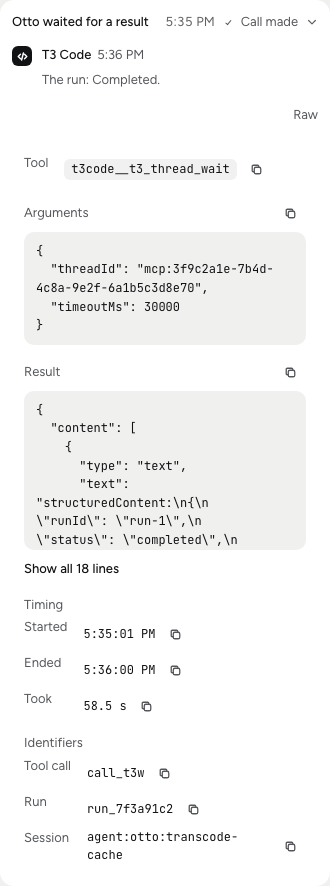 Otto waited for a result 5:35 PM ✓ Call made
T3 Code 5:36 PM
The run: Completed.
Raw
Tool t3code__t3_thread_wait
Arguments
{
"threadId": "mcp:3f9c2a1e-7b4d-
4c8a-9e2f-6a1b5c3d8e70",
"timeoutMs": 30000
}
Result
{
"content": [
{
"type": "text",
"text":
"structuredContent:\n{\n
\"runId\": \"run-1\",\n
\"status\": \"completed\",\n
Show all 18 lines
Timing
Started 5:35:01 PM
Ended 5:36:00 PM
Took 58.5 s
Identifiers
Tool call call_t3w
Run run_7f3a91c2
Session agent:otto:transcode-
cache